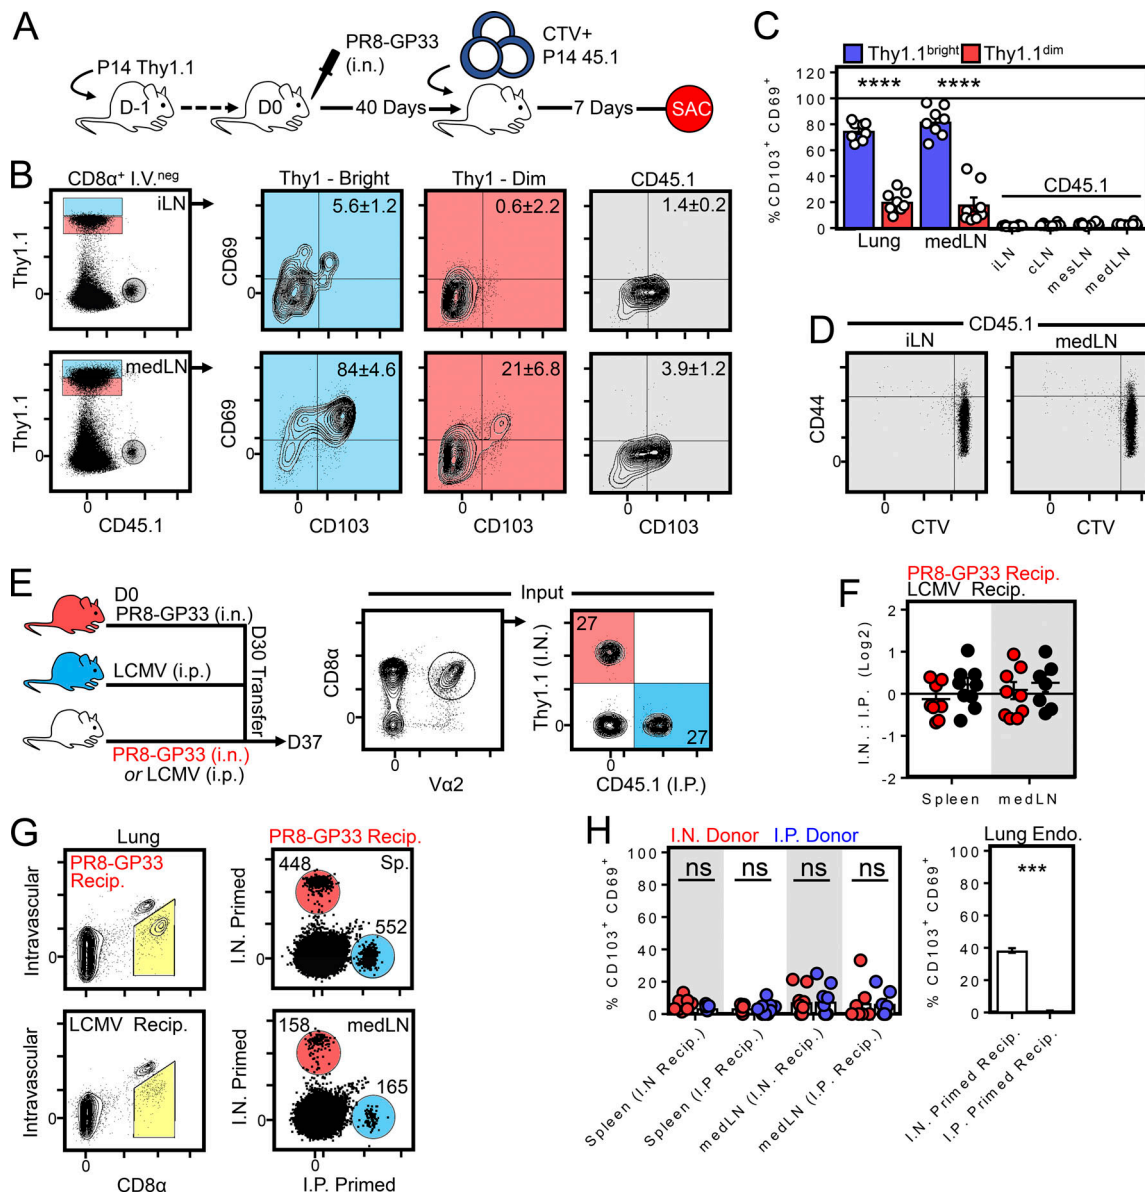 A
P14 Thy1.1
D-1
D0
PR8-GP33
(i.n.)
40 Days
CTV+
P14 45.1
7 Days
SAC
B
CD8α+ I.V.neg
iLN
Thy1.1
0
Thy1 - Bright
5.6±1.2
CD69
0
Thy1 - Dim
0.6±2.2
CD45.1
1.4±0.2
medLN
Thy1.1
0
0
CD45.1
84±4.6
CD69
0
0
CD103
21±6.8
0
CD103
3.9±1.2
0
CD103
C
Thy1.1bright
Thy1.1dim
% CD103+ CD69+
120
100
80
60
40
20
0
****
****
CD45.1
Lung
medLN
iLN
cLN
mesLN
medLN
D
CD45.1
iLN
medLN
CD44
0
0
CTV
0
CTV
E
D0
PR8-GP33 (i.n.)
LCMV (i.p.)
D30 Transfer
D37
PR8-GP33 (i.n.)
or LCMV (i.p.)
Input
CD8α
0
0
Vα2
27
27
Thy1.1 (I.N.)
0
0
CD45.1 (I.P.)
F
PR8-GP33 Recip.
LCMV Recip.
I.N. : I.P. (Log2)
2
1
0
-1
-2
Spleen
medLN
G
Lung
PR8-GP33
Recip.
Intravascular
0
PR8-GP33 Recip.
448
Sp.
552
I.N. Primed
0
LCMV Recip.
Intravascular
0
0
CD8α
158
medLN
165
I.N. Primed
0
0
I.P. Primed
H
I.N. Donor
I.P. Donor
% CD103+ CD69+
100
80
60
40
20
0
ns
ns
ns
ns
Spleen (I.N Recip.)
Spleen (I.P Recip.)
medLN (I.N. Recip.)
medLN (I.P. Recip.)
Lung Endo.
% CD103+ CD69+
100
80
60
40
20
0
***
I.N. Primed Recip.
I.P. Primed Recip.